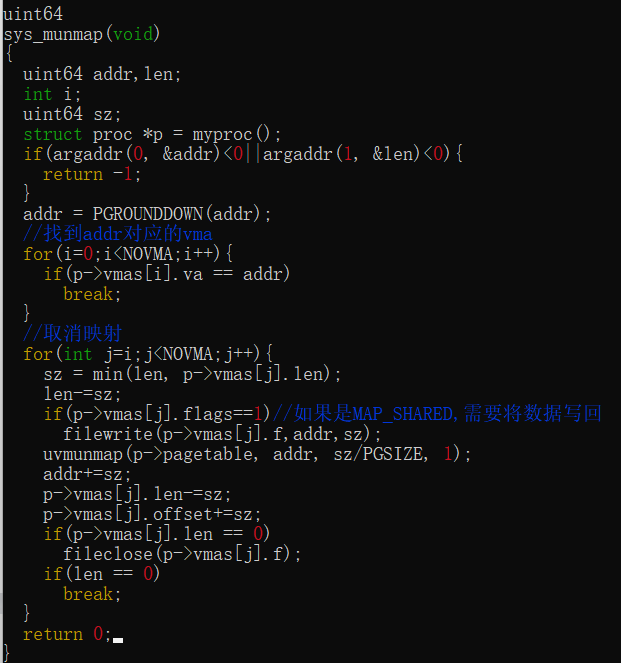 uint64
sys_munmap(void)
{
  uint64 addr,len;
  int i;
  uint64 sz;
  struct proc *p = myproc();
  if(argaddr(0, &addr)<0||argaddr(1, &len)<0){
    return -1;
  }
  addr = PGROUNDDOWN(addr);
  //找到addr对应的vma
  for(i=0;i<NOVMA;i++){
    if(p->vmas[i].va == addr)
      break;
  }
  //取消映射
  for(int j=i;j<NOVMA;j++){
    sz = min(len, p->vmas[j].len);
    len-=sz;
    if(p->vmas[j].flags==1)//如果是MAP_SHARED,需要将数据写回
      filewrite(p->vmas[j].f,addr,sz);
    uvmunmap(p->pagetable, addr, sz/PGSIZE, 1);
    addr+=sz;
    p->vmas[j].len-=sz;
    p->vmas[j].offset+=sz;
    if(p->vmas[j].len == 0)
      fileclose(p->vmas[j].f);
    if(len == 0)
      break;
  }
  return 0;
}